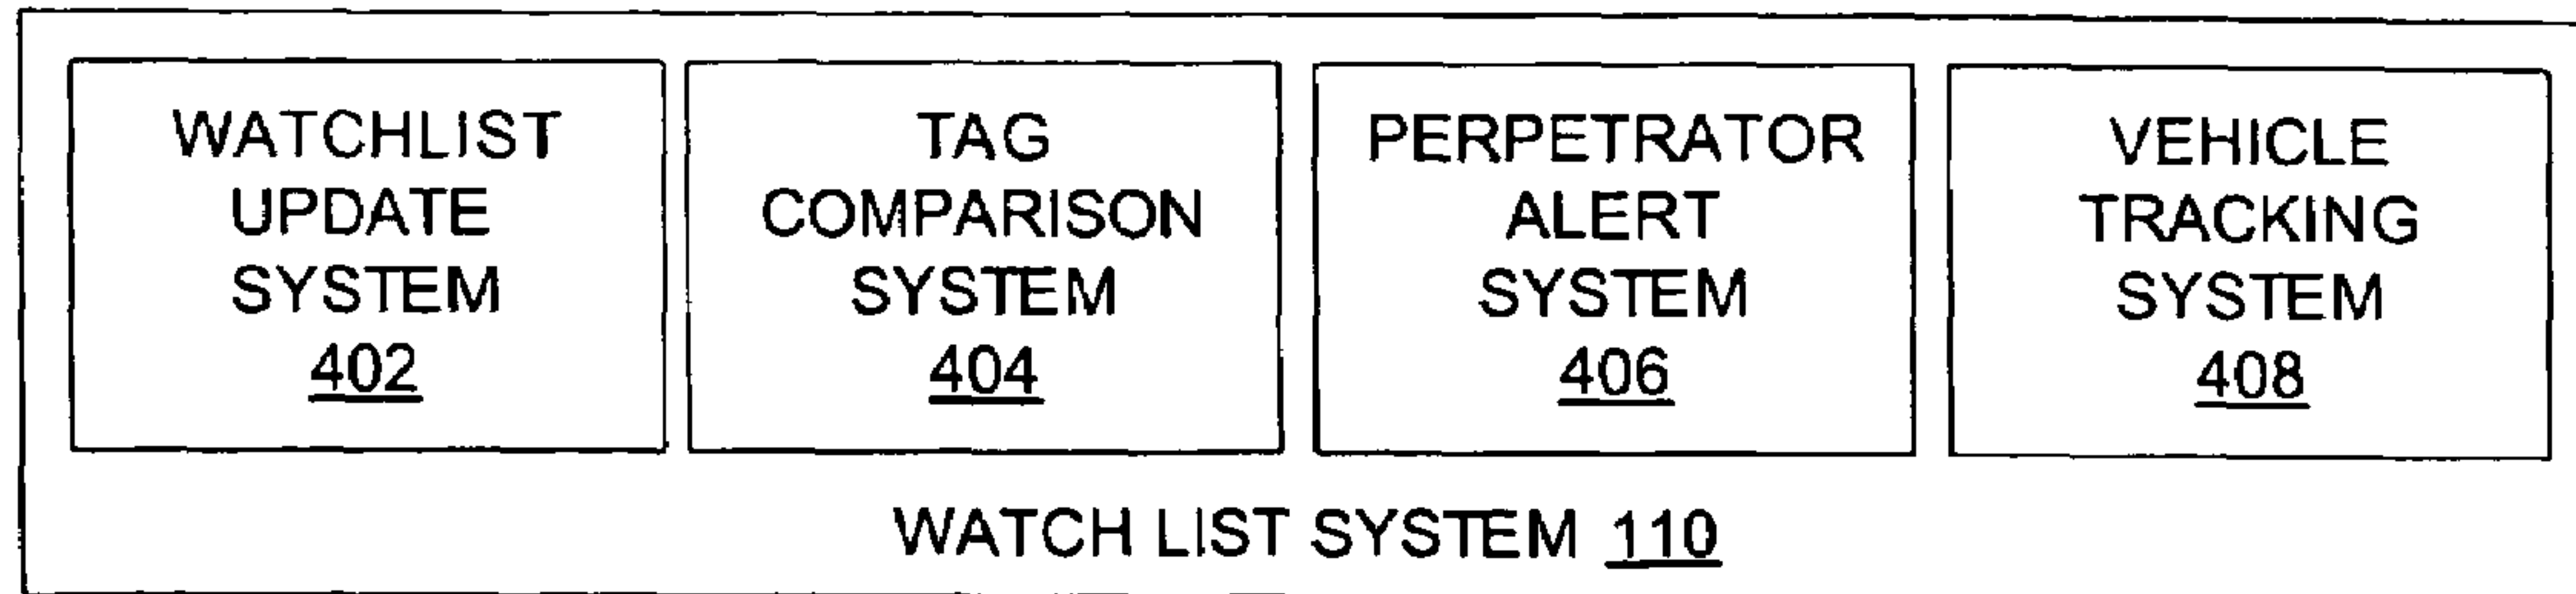 WATCHLIST
UPDATE
SYSTEM
402
TAG
COMPARISON
SYSTEM
404
PERPETRATOR
ALERT
SYSTEM
406
VEHICLE
TRACKING
SYSTEM
408
WATCH LIST SYSTEM 110